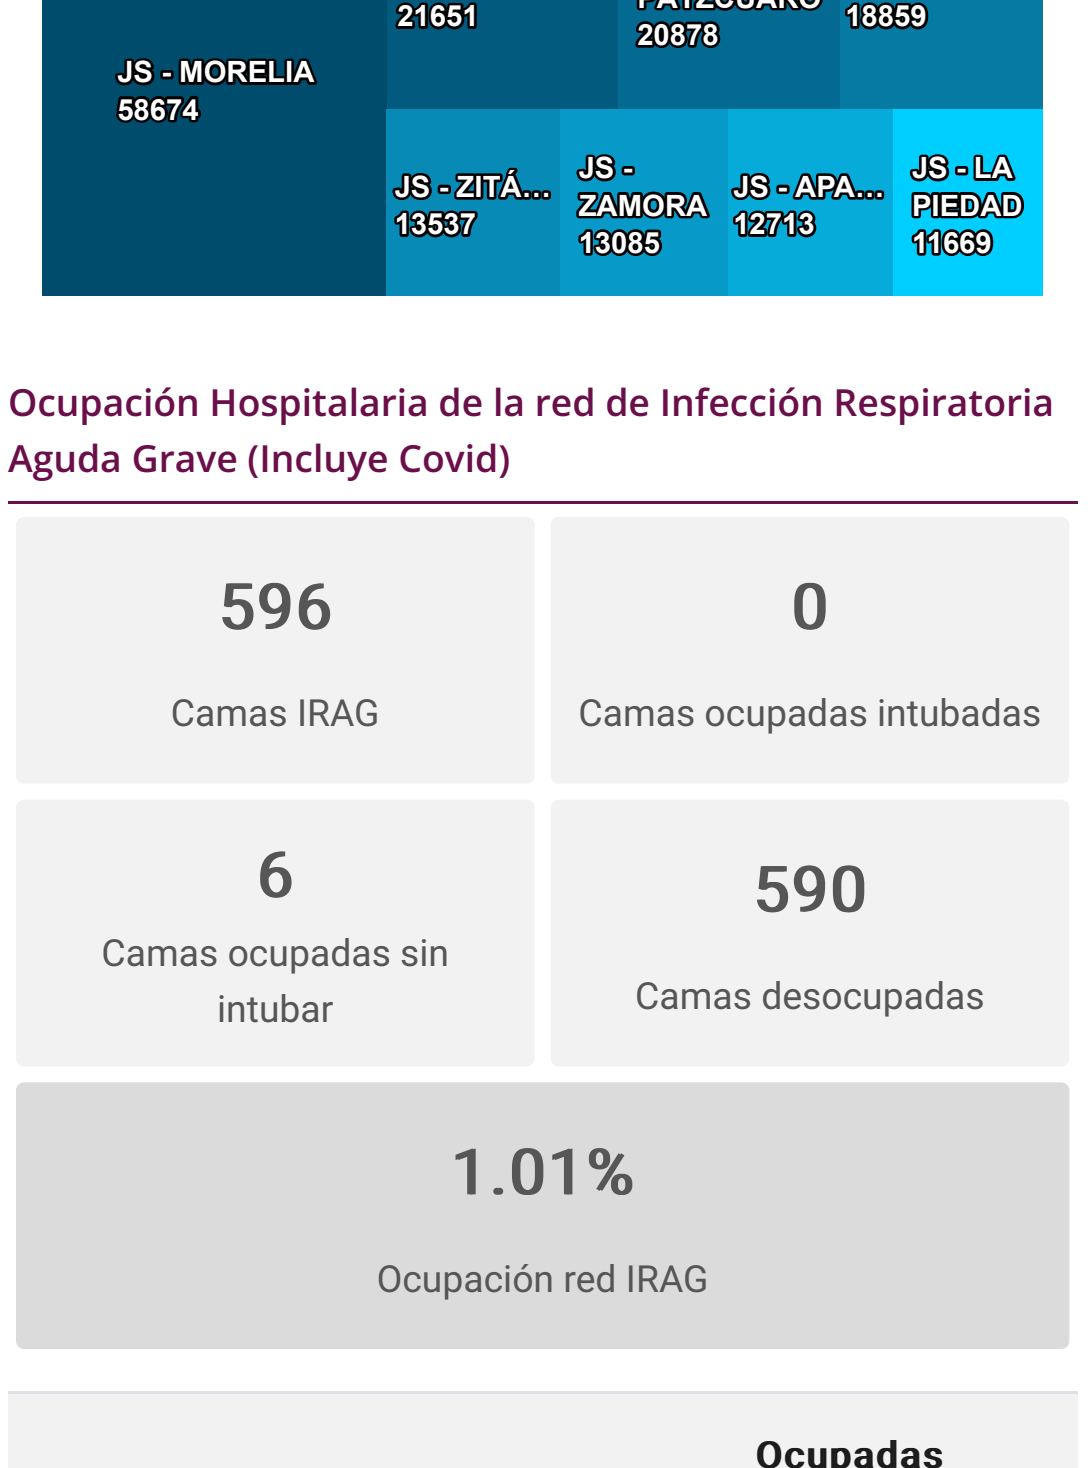 21651
PÁTZCUARO
20878
18859
JS - MORELIA
58674
JS - ZITÁ...
13537
JS -
ZAMORA
13085
JS - APA...
12713
JS - LA
PIEDAD
11669
Ocupación Hospitalaria de la red de Infección Respiratoria
Aguda Grave (Incluye Covid)
596
Camas IRAG
0
Camas ocupadas intubadas
6
Camas ocupadas sin
intubar
590
Camas desocupadas
1.01%
Ocupación red IRAG
Ocupadas